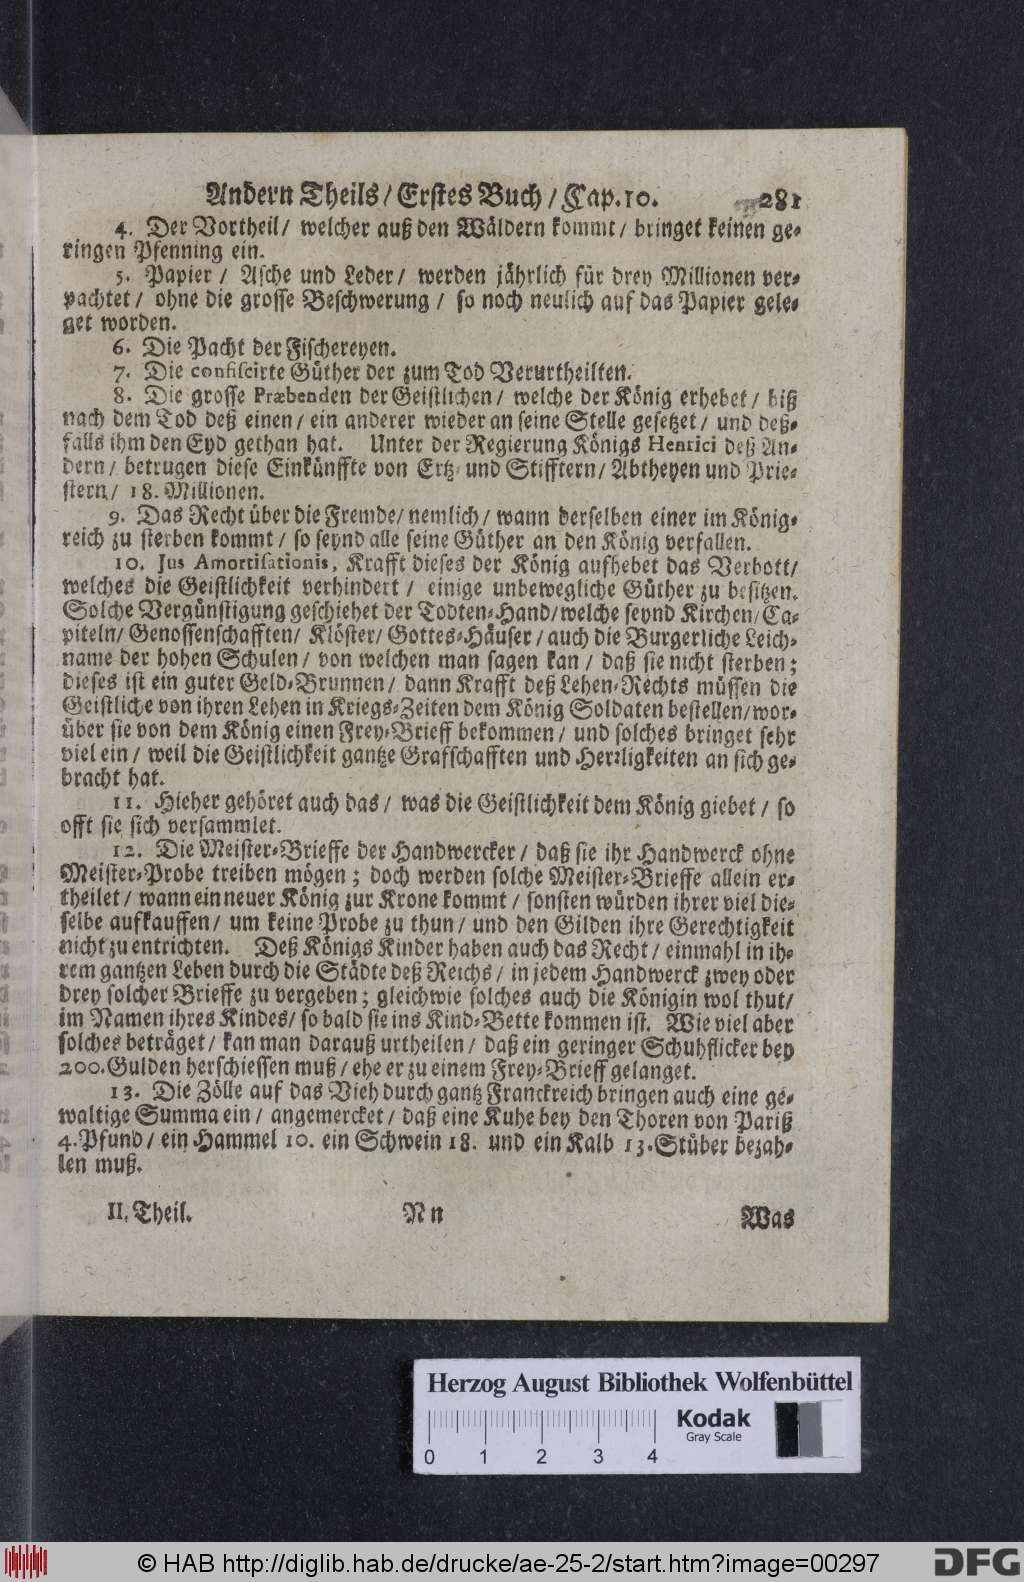 Andern Theils / Erstes Buch / Cap. 10. 281
4. Der Vortheil / welcher auß den Wäldern kommt / bringet keinen ge-
ringen Pfenning ein.
5. Papier / Asche und Leder / werden jährlich für drey Millionen ver-
pachtet / ohne die grosse Beschwerung / so noch neulich auf das Papier gele-
get worden.
6. Die Pacht der Fischereyen.
7. Die confiscirte Güther der zum Tod Verurtheilten.
8. Die grosse Præbenden der Geistlichen / welche der König erhebet / biß
nach dem Tod deß einen / ein anderer wieder an seine Stelle gesetzet / und deß-
falls ihm den Eyd gethan hat. Unter der Regierung Königs Henrici deß An-
dern / betrugen diese Einkünffte von Ertz- und Stifftern / Abtheyen und Prie-
stern / 18. Millionen.
9. Das Recht über die Fremde / nemlich / wann derselben einer im König-
reich zu sterben kommt / so seynd alle seine Güther an den König verfallen.
10. Jus Amortisationis, Krafft dieses der König aufhebet das Verbott /
welches die Geistlichkeit verhindert / einige unbewegliche Güther zu besitzen.
Solche Vergünstigung geschiehet der Todten-Hand / welche seynd Kirchen / Ca-
piteln / Genossenschafften / Klöster / Gottes-Häuser / auch die Burgerliche Leich-
name der hohen Schulen / von welchen man sagen kan / daß sie nicht sterben ;
dieses ist ein guter Geld-Brunnen / dann Krafft deß Lehen-Rechts müssen die
Geistliche von ihren Lehen in Kriegs-Zeiten dem König Soldaten bestellen / wor-
über sie von dem König einen Frey-Brieff bekommen / und solches bringet sehr
viel ein / weil die Geistlichkeit gantze Grafschafften und Herrligkeiten an sich ge-
bracht hat.
11. Hieher gehöret auch das / was die Geistlichkeit dem König giebet / so
offt sie sich versammlet.
12. Die Meister-Brieffe der Handwercker / daß sie ihr Handwerck ohne
Meister-Probe treiben mögen ; doch werden solche Meister-Brieffe allein er-
theilet / wann ein neuer König zur Krone kommt / sonsten würden ihrer viel die-
selbe aufkauffen / um keine Probe zu thun / und den Gilden ihre Gerechtigkeit
nicht zu entrichten. Deß Königs Kinder haben auch das Recht / einmahl in ih-
rem gantzen Leben durch die Städte deß Reichs / in jedem Handwerck zwey oder
drey solcher Brieffe zu vergeben ; gleichwie solches auch die Königin wol thut /
im Namen ihres Kindes / so bald sie ins Kind-Bette kommen ist. Wie viel aber
solches beträget / kan man darauß urtheilen / daß ein geringer Schuhflicker bey
200. Gulden herschiessen muß / ehe er zu einem Frey-Brieff gelanget.
13. Die Zölle auf das Vieh durch gantz Franckreich bringen auch eine ge-
waltige Summa ein / angemercket / daß eine Kuhe bey den Thoren von Pariß
4. Pfund / ein Hammel 10. ein Schwein 18. und ein Kalb 13. Stüber bezah-
len muß.
II. Theil. Nn Was
Herzog August Bibliothek Wolfenbüttel
Kodak
Gray Scale
0 1 2 3 4
© HAB http://diglib.hab.de/drucke/ae-25-2/start.htm?image=00297
DFG